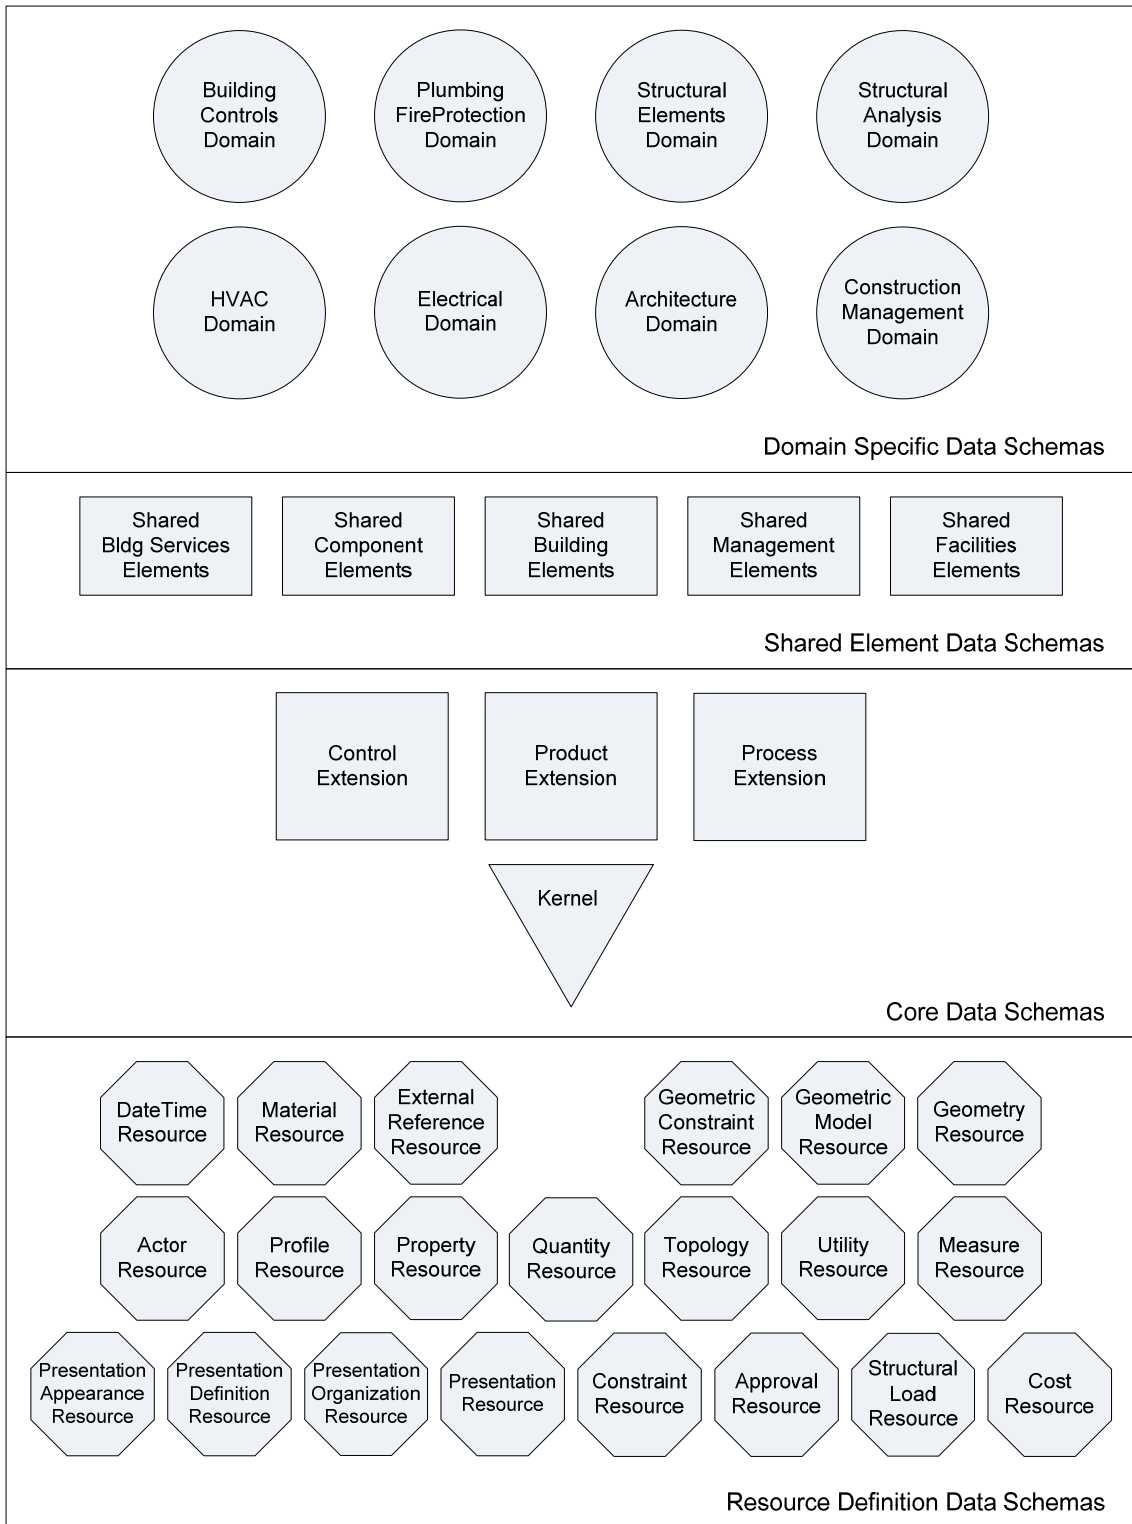 Building
Controls
Domain
Plumbing
FireProtection
Domain
Structural
Elements
Domain
Structural
Analysis
Domain
HVAC
Domain
Electrical
Domain
Architecture
Domain
Construction
Management
Domain
Domain Specific Data Schemas
Shared
Bldg Services
Elements
Shared
Component
Elements
Shared
Building
Elements
Shared
Management
Elements
Shared
Facilities
Elements
Shared Element Data Schemas
Control
Extension
Product
Extension
Process
Extension
Kernel
Core Data Schemas
DateTime
Resource
Material
Resource
External
Reference
Resource
Geometric
Constraint
Resource
Geometric
Model
Resource
Geometry
Resource
Actor
Resource
Profile
Resource
Property
Resource
Quantity
Resource
Topology
Resource
Utility
Resource
Measure
Resource
Presentation
Appearance
Resource
Presentation
Definition
Resource
Presentation
Organization
Resource
Presentation
Resource
Constraint
Resource
Approval
Resource
Structural
Load
Resource
Cost
Resource
Resource Definition Data Schemas